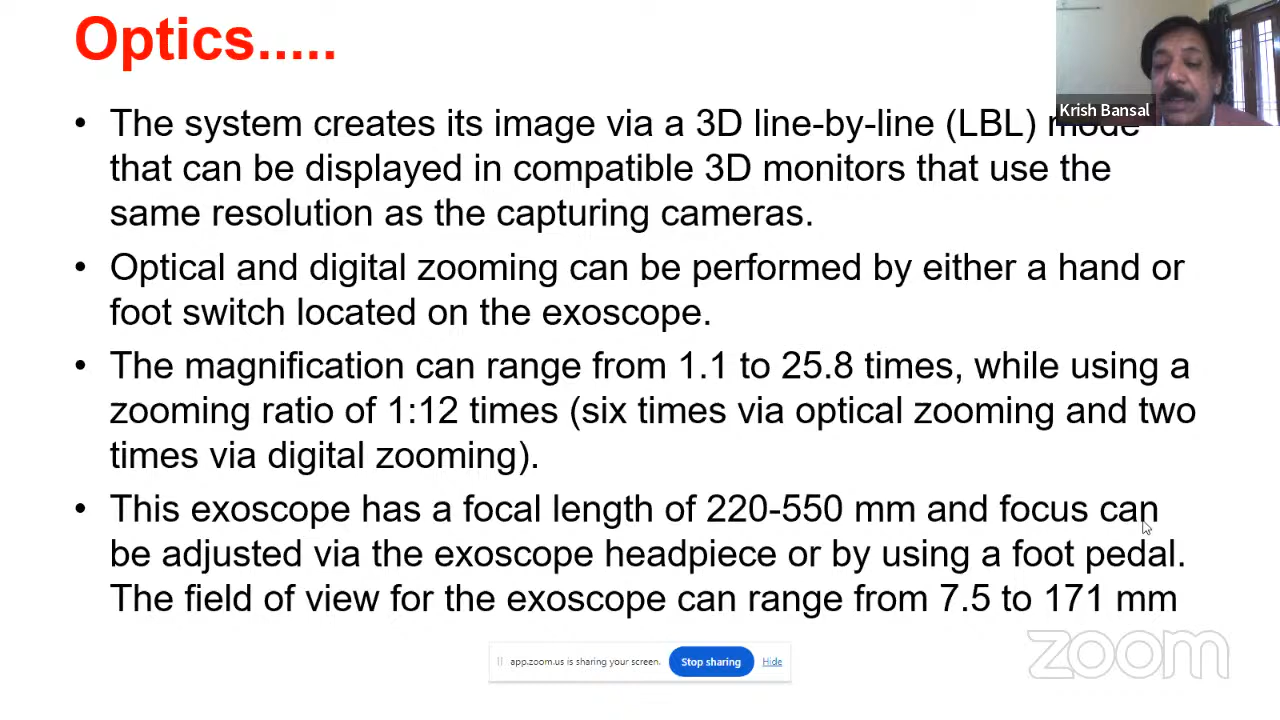 Optics.....
Krish Bansal
• The system creates its image via a 3D line-by-line (LBL) mode
that can be displayed in compatible 3D monitors that use the
same resolution as the capturing cameras.
• Optical and digital zooming can be performed by either a hand or
foot switch located on the exoscope.
• The magnification can range from 1.1 to 25.8 times, while using a
zooming ratio of 1:12 times (six times via optical zooming and two
times via digital zooming).
• This exoscope has a focal length of 220-550 mm and focus can
be adjusted via the exoscope headpiece or by using a foot pedal.
The field of view for the exoscope can range from 7.5 to 171 mm
zoom
app.zoom.us is sharing your screen. Stop sharing Hide